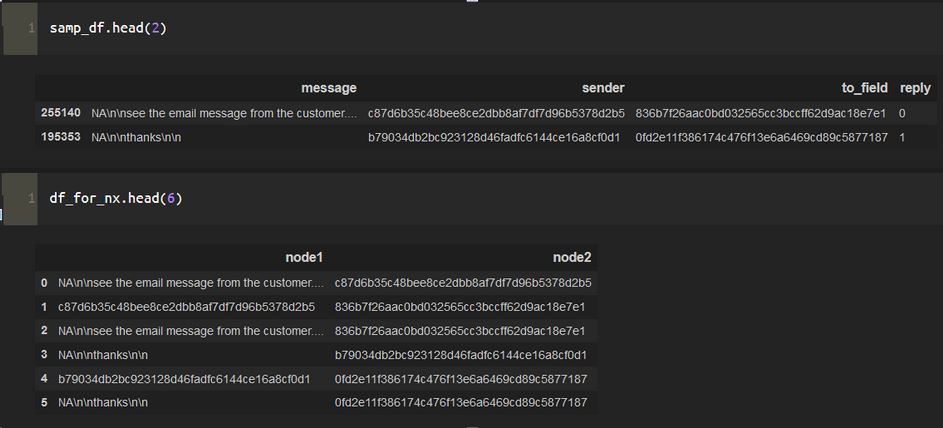 1 samp_df.head(2)
message sender to_field reply
255140 NA\n\nsee the email message from the customer.... c87d6b35c48bee8ce2dbb8af7df7d96b5378d2b5 836b7f26aac0bd032565cc3bccff62d9ac18e7e1 0
195353 NA\n\nthanks\n\n b79034db2bc923128d46fadfc6144ce16a8cf0d1 0fd2e11f386174c476f13e6a6469cd89c5877187 1
1 df_for_nx.head(6)
node1 node2
0 NA\n\nsee the email message from the customer.... c87d6b35c48bee8ce2dbb8af7df7d96b5378d2b5
1 c87d6b35c48bee8ce2dbb8af7df7d96b5378d2b5 836b7f26aac0bd032565cc3bccff62d9ac18e7e1
2 NA\n\nsee the email message from the customer.... 836b7f26aac0bd032565cc3bccff62d9ac18e7e1
3 NA\n\nthanks\n\n b79034db2bc923128d46fadfc6144ce16a8cf0d1
4 b79034db2bc923128d46fadfc6144ce16a8cf0d1 0fd2e11f386174c476f13e6a6469cd89c5877187
5 NA\n\nthanks\n\n 0fd2e11f386174c476f13e6a6469cd89c5877187